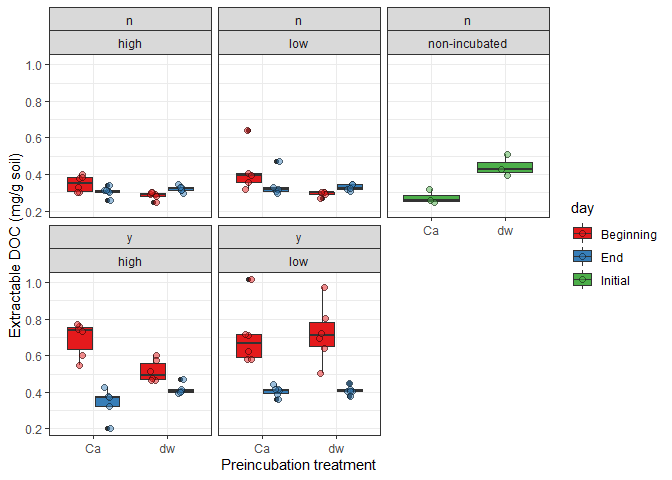 n
high
n
low
n
non-incubated
1.0
0.8
0.6
0.4
0.2
Ca
dw
y
high
y
low
1.0
0.8
0.6
0.4
0.2
Ca
dw
Ca
dw
Extractable DOC (mg/g soil)
Preincubation treatment
day
Beginning
End
Initial